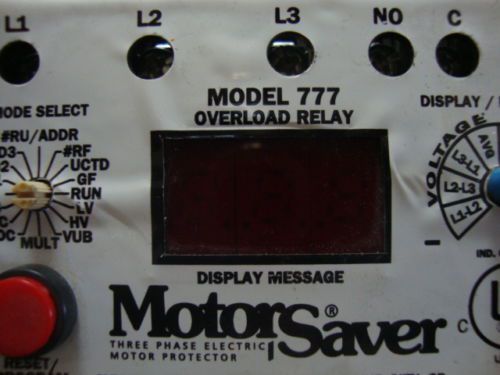 L1 L2 L3 NO C
MODEL 777
OVERLOAD RELAY
MODE SELECT
#RU/ADDR
#RF
UCTD
GF
RUN
LV
HV
VUB
MULT
DISPLAY /
VOLTAGE
AVG
L3-L1
L2-L3
L1-L2
IND.
DISPLAY MESSAGE
MotorSaver®
THREE PHASE ELECTRIC
MOTOR PROTECTOR
C
RESET